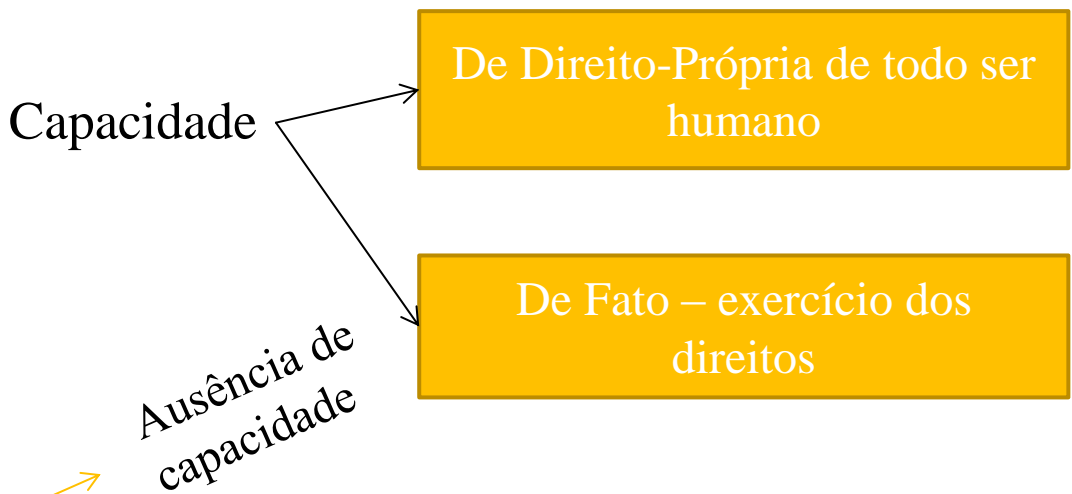 Capacidade
De Direito-Própria de todo ser
humano
De Fato – exercício dos
direitos
Ausência de
capacidade